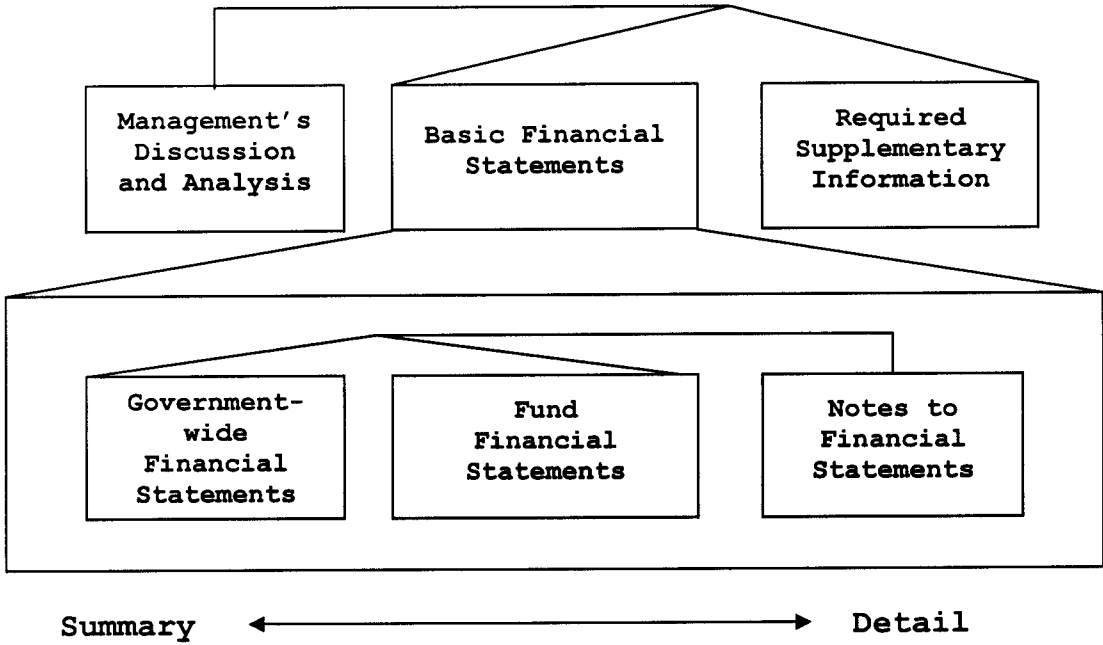 Management's
Discussion
and Analysis
Basic Financial
Statements
Required
Supplementary
Information
Government-
wide
Financial
Statements
Fund
Financial
Statements
Notes to
Financial
Statements
Summary
Detail